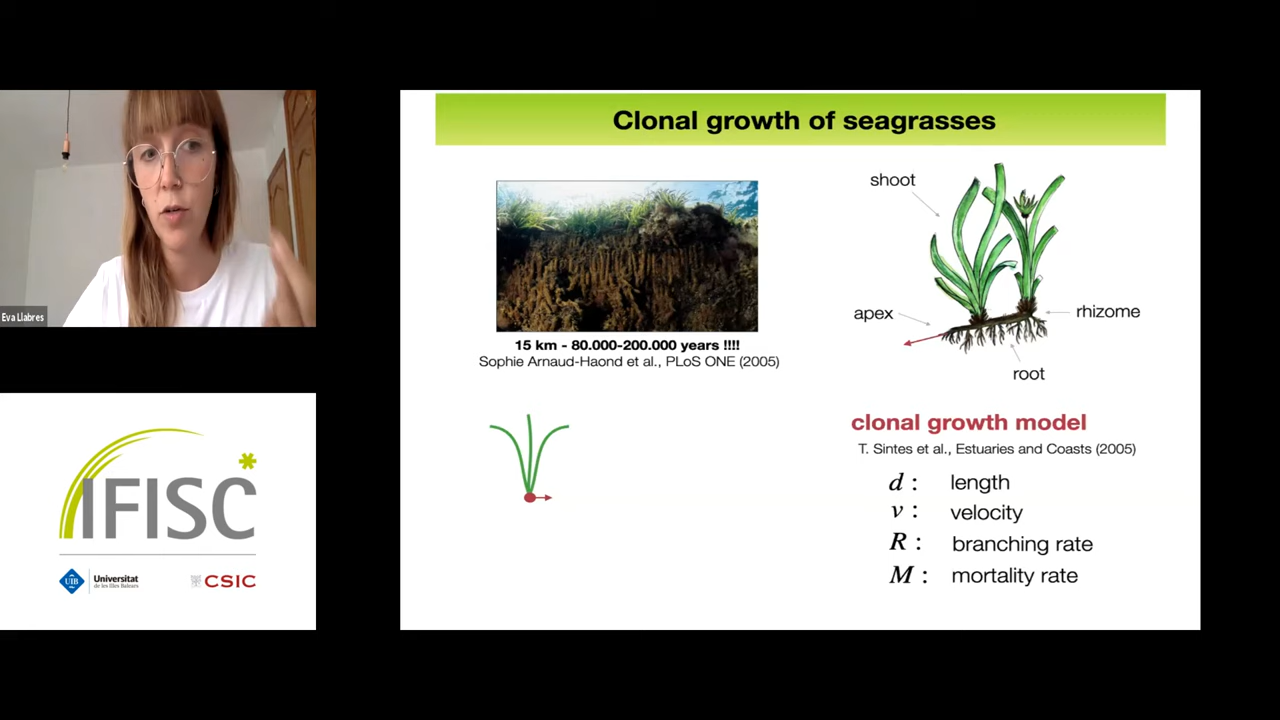 Eva Llabres
IFISC
UIB
Universitat
de les Illes Balears
CSIC
Clonal growth of seagrasses
15 km - 80.000-200.000 years !!!!
Sophie Arnaud-Haond et al., PLoS ONE (2005)
shoot
apex
rhizome
root
clonal growth model
T. Sintes et al., Estuaries and Coasts (2005)
d : length
v : velocity
R : branching rate
M : mortality rate